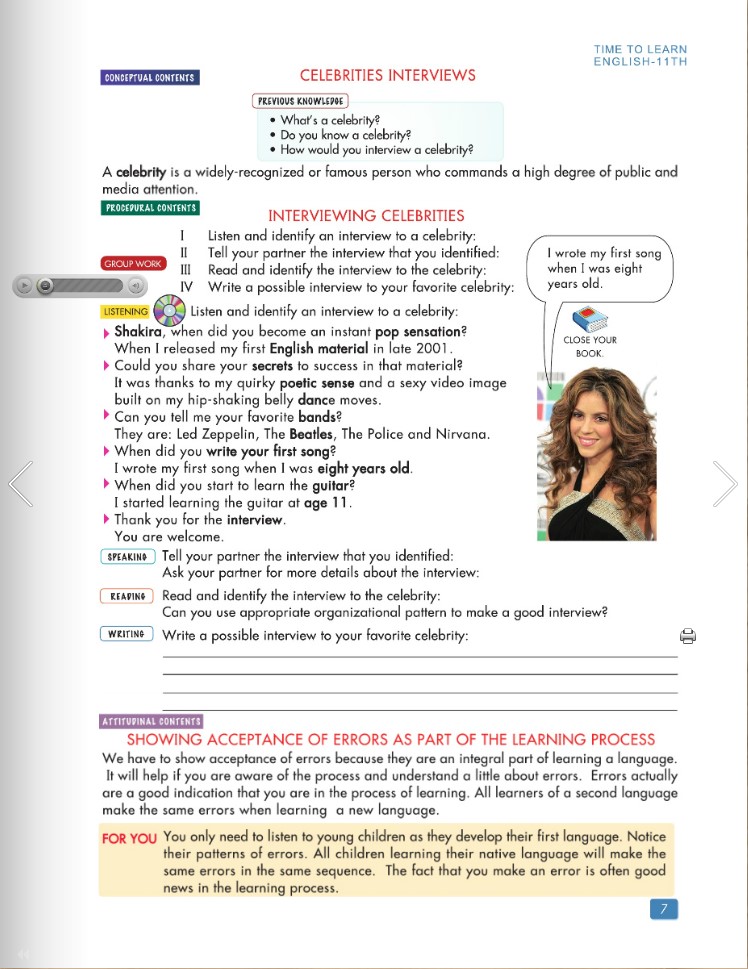 TIME TO LEARN
ENGLISH-11TH
CONCEPTUAL CONTENTS
CELEBRITIES INTERVIEWS
PREVIOUS KNOWLEDGE
• What's a celebrity?
• Do you know a celebrity?
• How would you interview a celebrity?
A celebrity is a widely-recognized or famous person who commands a high degree of public and
media attention.
PROCEDURAL CONTENTS
INTERVIEWING CELEBRITIES
GROUP WORK
I Listen and identify an interview to a celebrity:
II Tell your partner the interview that you identified:
III Read and identify the interview to the celebrity:
IV Write a possible interview to your favorite celebrity:
I wrote my first song
when I was eight
years old.
CLOSE YOUR
BOOK.
LISTENING Listen and identify an interview to a celebrity:
Shakira, when did you become an instant pop sensation?
When I released my first English material in late 2001.
Could you share your secrets to success in that material?
It was thanks to my quirky poetic sense and a sexy video image
built on my hip-shaking belly dance moves.
Can you tell me your favorite bands?
They are: Led Zeppelin, The Beatles, The Police and Nirvana.
When did you write your first song?
I wrote my first song when I was eight years old.
When did you start to learn the guitar?
I started learning the guitar at age 11.
Thank you for the interview.
You are welcome.
SPEAKING Tell your partner the interview that you identified:
Ask your partner for more details about the interview:
READING Read and identify the interview to the celebrity:
Can you use appropriate organizational pattern to make a good interview?
WRITING Write a possible interview to your favorite celebrity:
ATTITUDINAL CONTENTS
SHOWING ACCEPTANCE OF ERRORS AS PART OF THE LEARNING PROCESS
We have to show acceptance of errors because they are an integral part of learning a language.
It will help if you are aware of the process and understand a little about errors. Errors actually
are a good indication that you are in the process of learning. All learners of a second language
make the same errors when learning a new language.
FOR YOU You only need to listen to young children as they develop their first language. Notice
their patterns of errors. All children learning their native language will make the
same errors in the same sequence. The fact that you make an error is often good
news in the learning process.
7